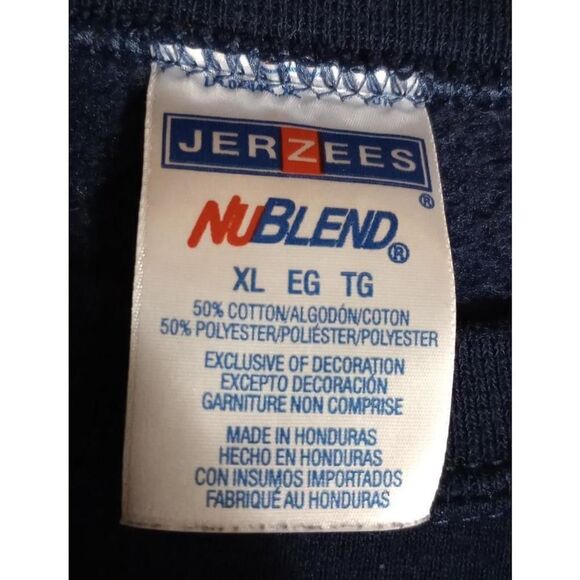 JERZEES®
NUBLEND®
XL EG TG
50% COTTON/ALGODÓN/COTON
50% POLYESTER/POLIÉSTER/POLYESTER
EXCLUSIVE OF DECORATION
EXCEPTO DECORACIÓN
GARNITURE NON COMPRISE
MADE IN HONDURAS
HECHO EN HONDURAS
CON INSUMOS IMPORTADOS
FABRIQUÉ AU HONDURAS